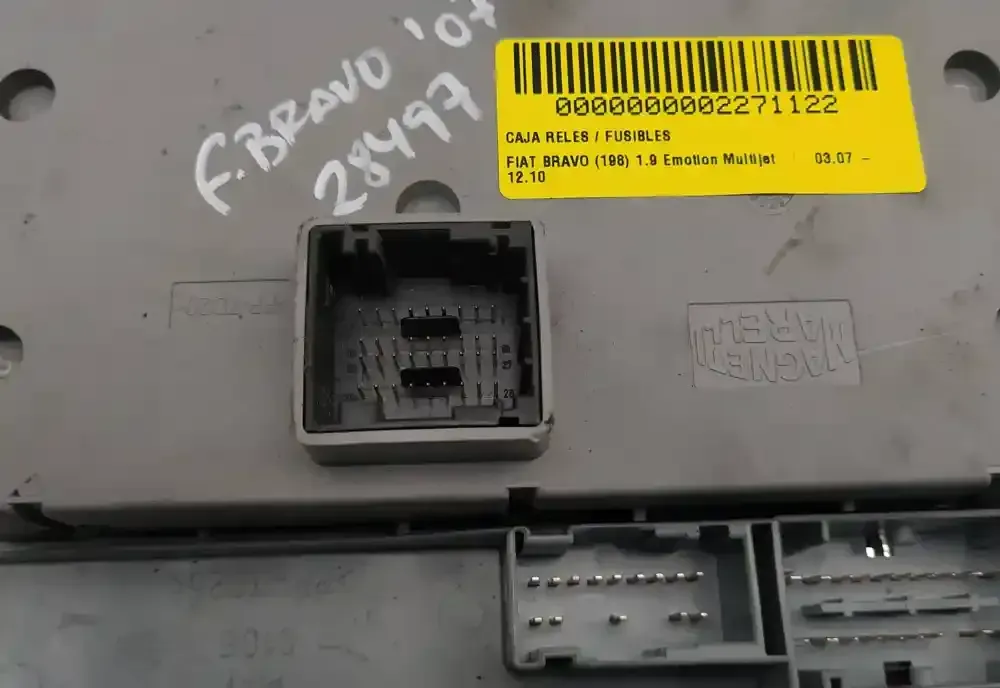 F.BRAVO '07
28497
0000000002271122
CAJA RELES / FUSIBLES
FIAT BRAVO (198) 1.9 Emotion Multijet 03.07 -
12.10
MAGNETI
MARELLI
28